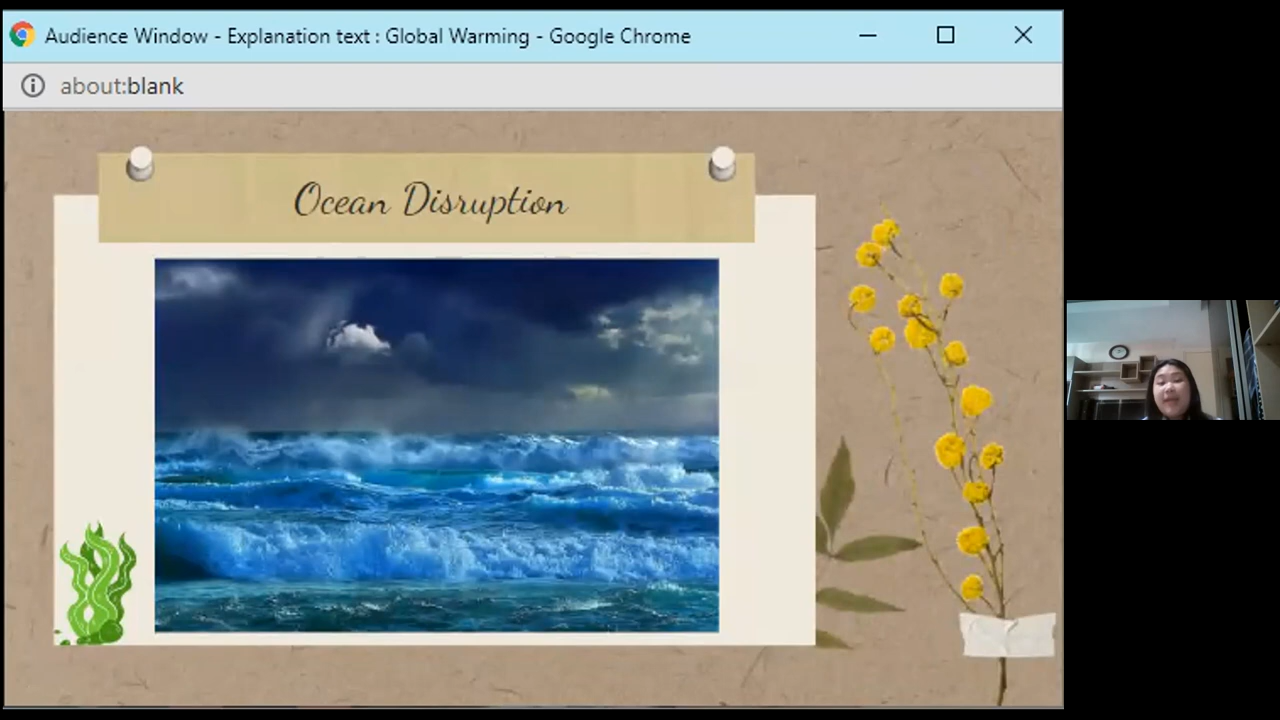 Audience Window - Explanation text : Global Warming - Google Chrome
about:blank
Ocean Disruption